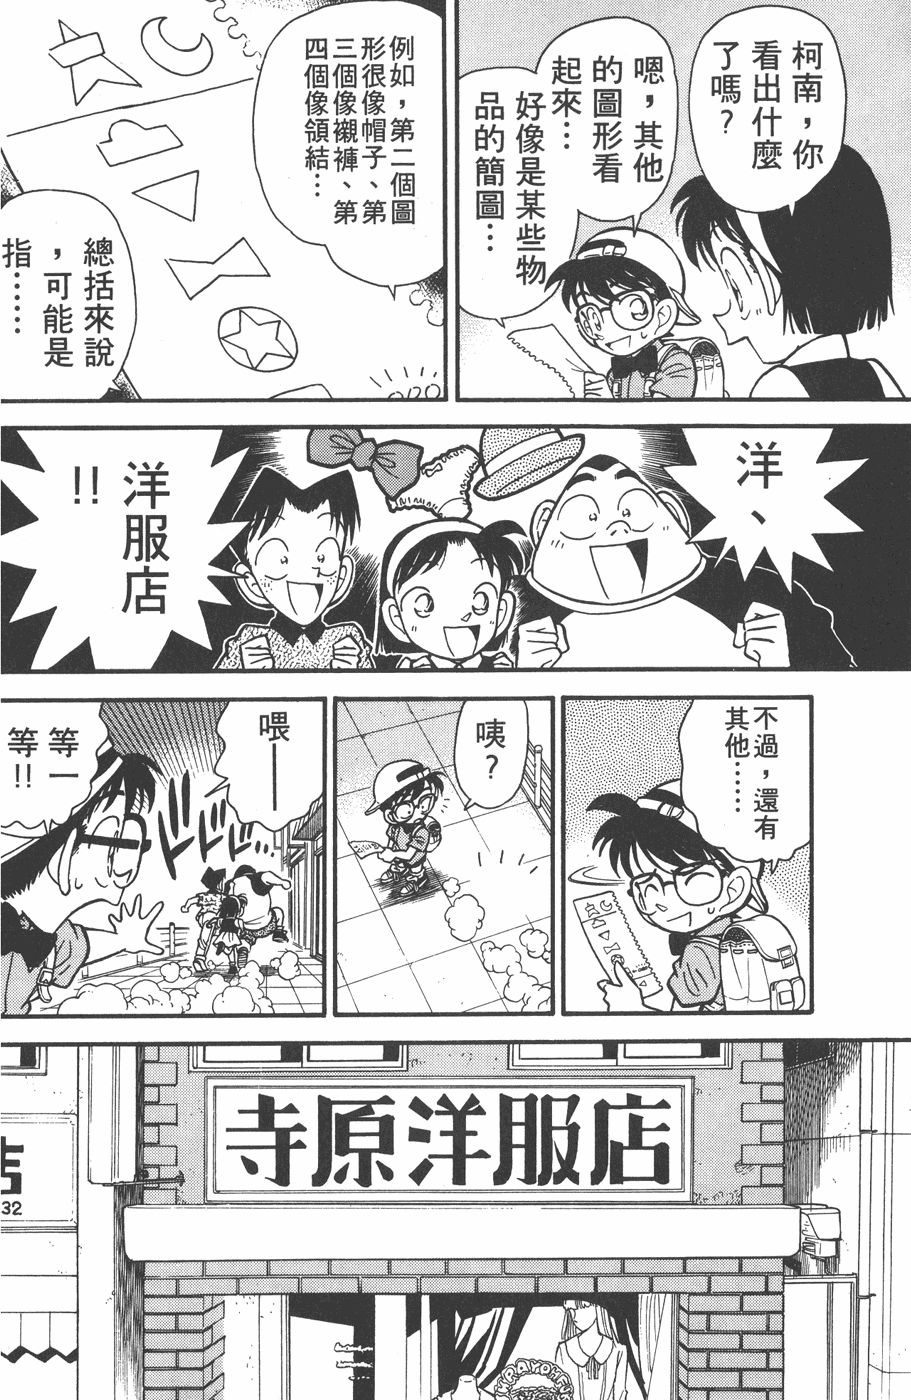 柯南，你
看出什麼
了嗎？
嗯，其他
的圖形看
起來…
好像是某些物
品的簡圖…
例如，第二個圖
形很像帽子、第
三個像襯褲、第
四個像領結…
總括來說
，可能是
指……
洋、
洋服店
!!
不過，還有
其他……
咦？
喂──
等一
等!!
寺原洋服店
店
32